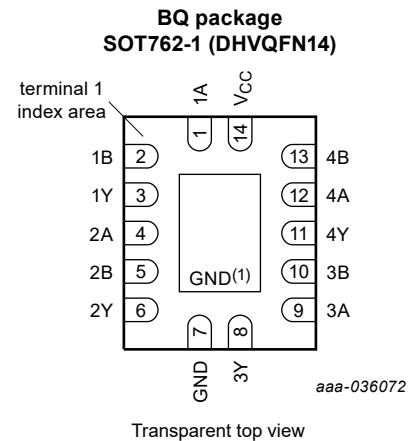 BQ package
SOT762-1 (DHVQFN14)
terminal 1
index area
1A
VCC
1
14
1B 2
13 4B
1Y 3
12 4A
2A 4
11 4Y
2B 5
10 3B
GND(1)
2Y 6
9 3A
7
8
GND
3Y
aaa-036072
Transparent top view